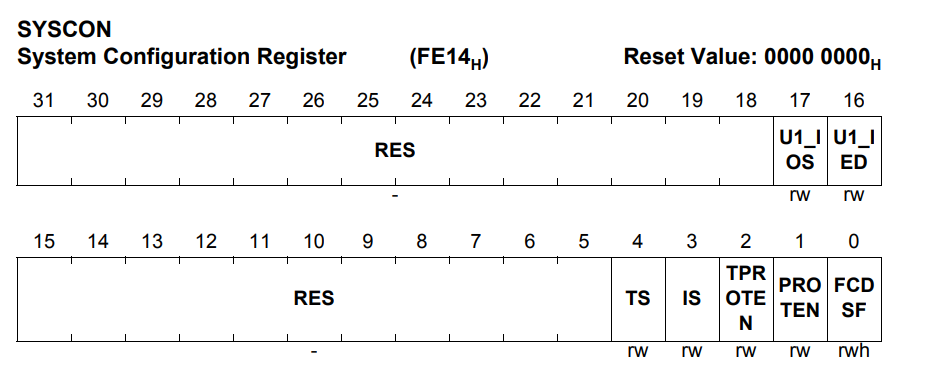 SYSCON
System Configuration Register (FE14H) Reset Value: 0000 0000H
31 30 29 28 27 26 25 24 23 22 21 20 19 18 17 16
RES U1_I U1_I
OS ED
- rw rw
15 14 13 12 11 10 9 8 7 6 5 4 3 2 1 0
RES TS IS TPR
OTE
N PRO
TEN FCD
SF
- rw rw rw rw rwh